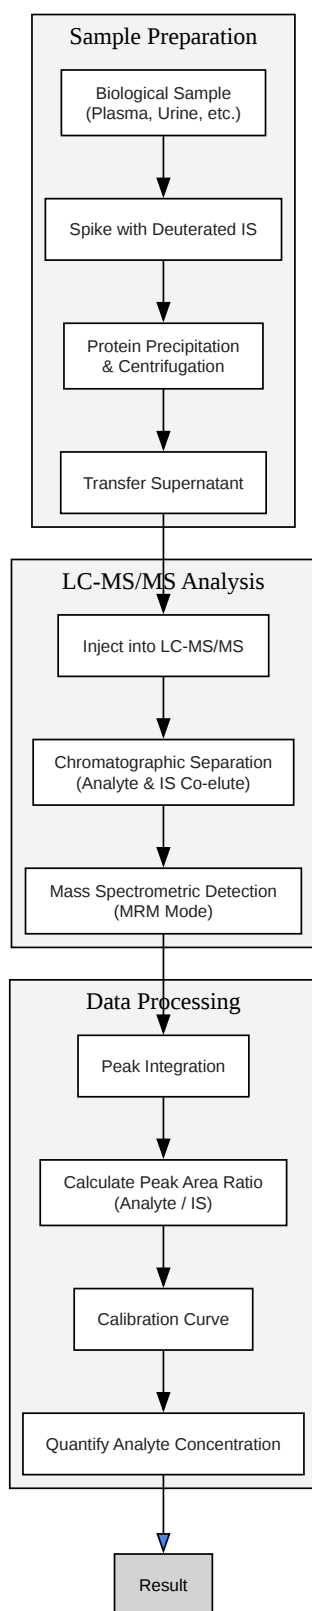 Sample Preparation
Biological Sample
(Plasma, Urine, etc.)
Spike with Deuterated IS
Protein Precipitation
& Centrifugation
Transfer Supernatant
LC-MS/MS Analysis
Inject into LC-MS/MS
Chromatographic Separation
(Analyte & IS Co-elute)
Mass Spectrometric Detection
(MRM Mode)
Data Processing
Peak Integration
Calculate Peak Area Ratio
(Analyte / IS)
Calibration Curve
Quantify Analyte Concentration
Result